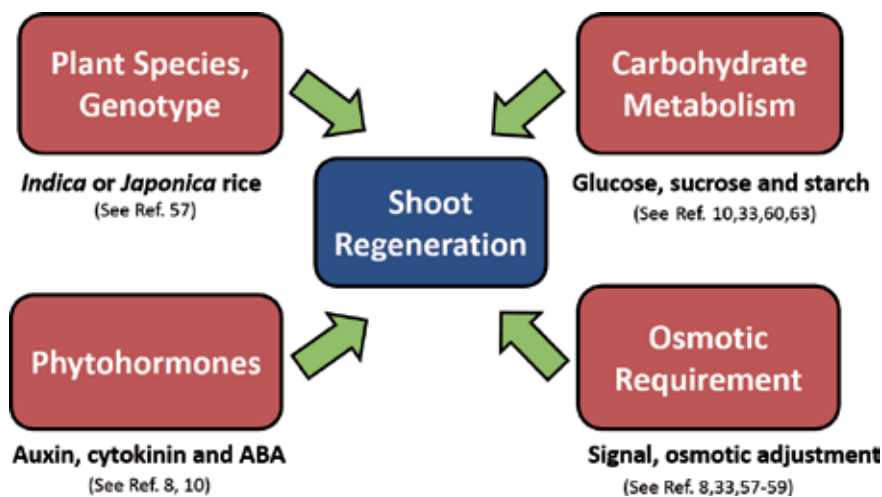 Plant Species,
Genotype
Indica or Japonica rice
(See Ref. 57)
Carbohydrate
Metabolism
Glucose, sucrose and starch
(See Ref. 10,33,60,63)
Shoot
Regeneration
Phytohormones
Auxin, cytokinin and ABA
(See Ref. 8, 10)
Osmotic
Requirement
Signal, osmotic adjustment
(See Ref. 8,33,57-59)